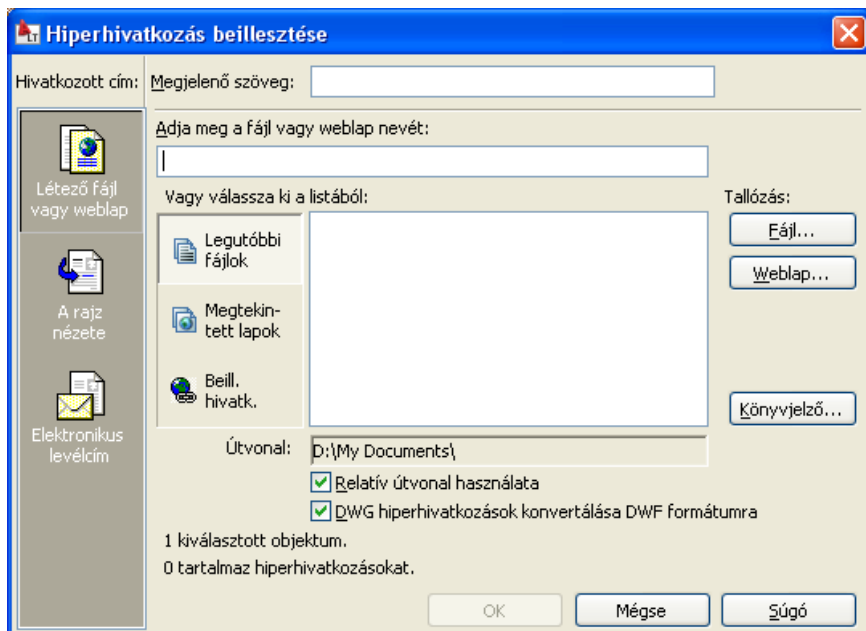 Hiperhivatkozás beillesztése
Hivatkozott cím:
Megjelenő szöveg:
Létező fájl
vagy weblap
A rajz
nézete
Elektronikus
levélcím
Adja meg a fájl vagy weblap nevét:
Vagy válassza ki a listából:
Legutóbbi
fájlok
Megtekin-
tett lapok
Beill.
hivatk.
Tallózás:
Fájl...
Weblap...
Könyvjelző...
Útvonal:
D:\My Documents\
Relatív útvonal használata
DWG hiperhivatkozások konvertálása DWF formátumra
1 kiválasztott objektum.
0 tartalmaz hiperhivatkozásokat.
OK
Mégse
Súgó